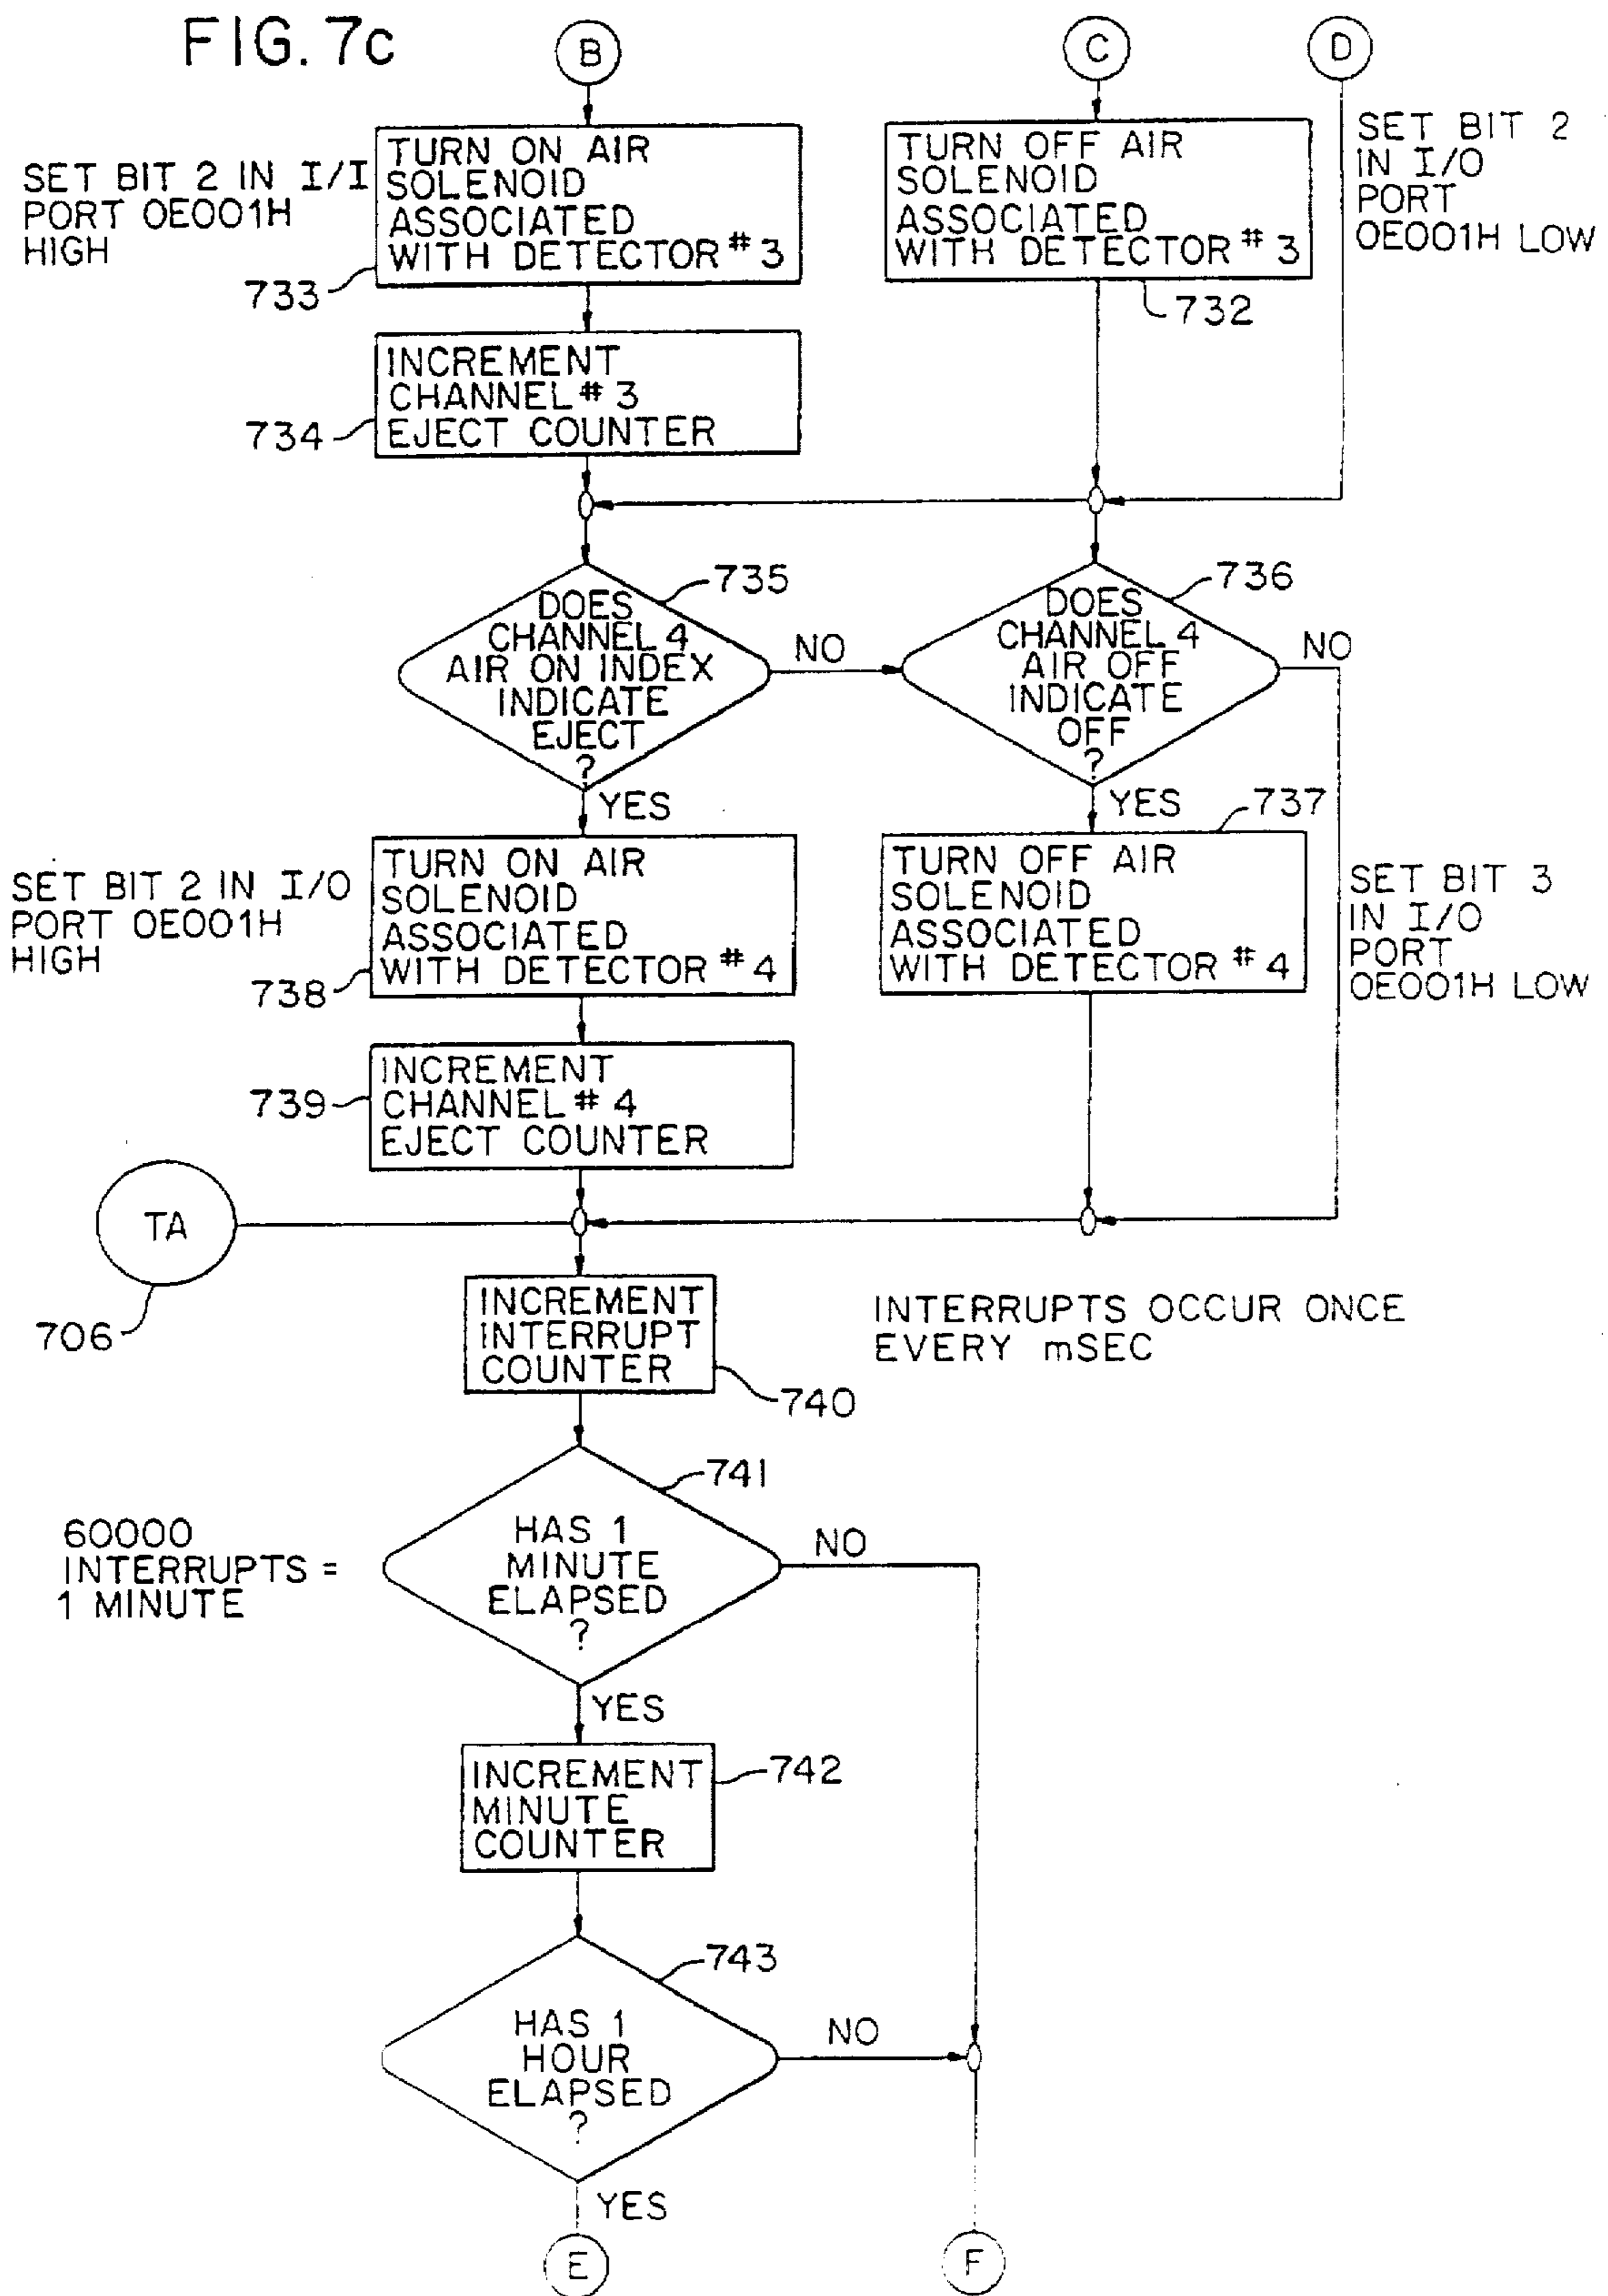 FIG. 7c
B
C
D
SET BIT 2 IN I/I
PORT 0E001H
HIGH
TURN ON AIR
SOLENOID
ASSOCIATED
WITH DETECTOR # 3
733
TURN OFF AIR
SOLENOID
ASSOCIATED
WITH DETECTOR # 3
732
SET BIT 2
IN I/O
PORT
0E001H LOW
INCREMENT
CHANNEL # 3
EJECT COUNTER
734
735
DOES
CHANNEL 4
AIR ON INDEX
INDICATE
EJECT
?
NO
YES
736
DOES
CHANNEL 4
AIR OFF
INDICATE
OFF
?
NO
YES
737
SET BIT 2 IN I/O
PORT 0E001H
HIGH
TURN ON AIR
SOLENOID
ASSOCIATED
WITH DETECTOR # 4
738
TURN OFF AIR
SOLENOID
ASSOCIATED
WITH DETECTOR # 4
SET BIT 3
IN I/O
PORT
0E001H LOW
INCREMENT
CHANNEL # 4
EJECT COUNTER
739
TA
706
INCREMENT
INTERRUPT
COUNTER
740
INTERRUPTS OCCUR ONCE
EVERY mSEC
741
60000
INTERRUPTS =
1 MINUTE
HAS 1
MINUTE
ELAPSED
?
NO
YES
INCREMENT
MINUTE
COUNTER
742
743
HAS 1
HOUR
ELAPSED
?
NO
YES
E
F